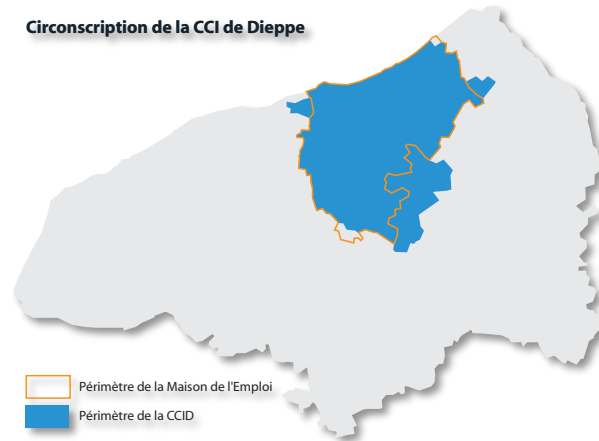 Circonscription de la CCI de Dieppe
Périmètre de la Maison de l'Emploi
Périmètre de la CCID